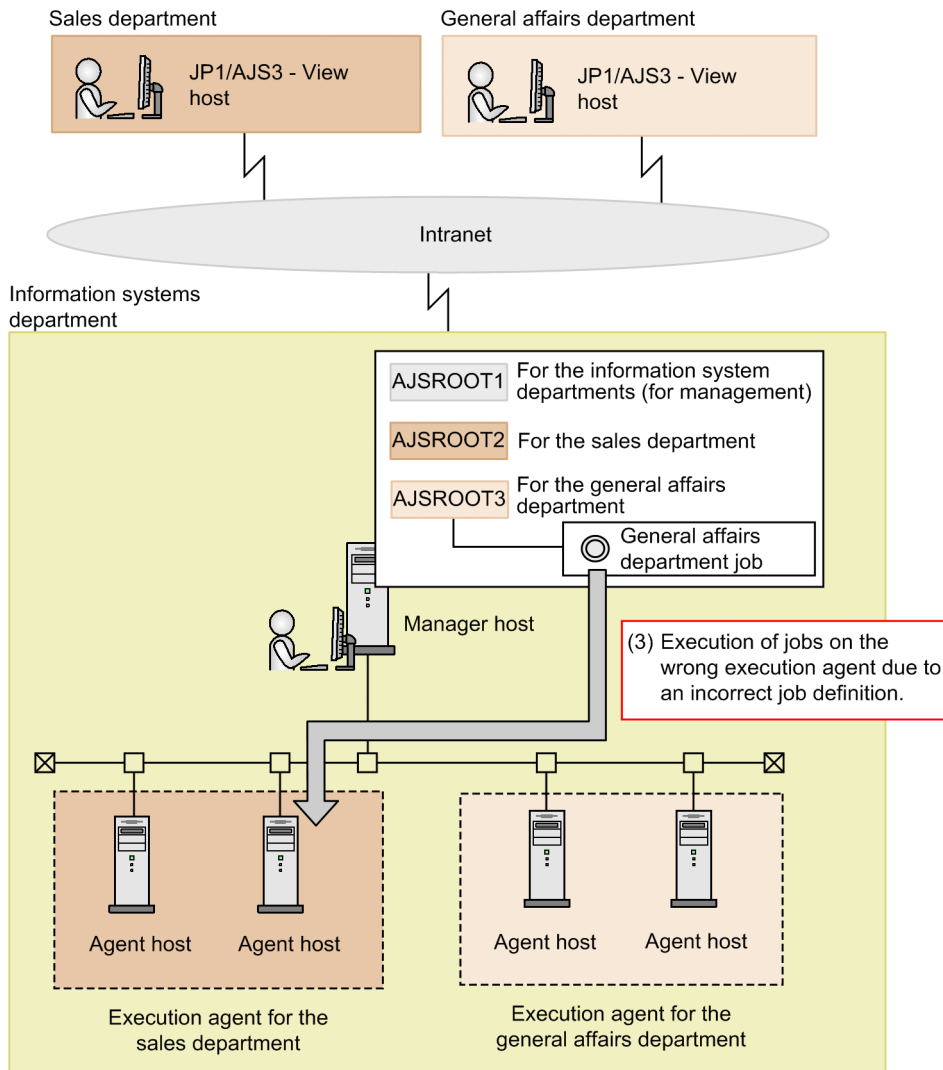 Sales department
General affairs department
JP1/AJS3 - View
host
JP1/AJS3 - View
host
Intranet
Information systems
department
AJSROOT1
For the information system
departments (for management)
AJSROOT2
For the sales department
AJSROOT3
For the general affairs
department
General affairs
department job
Manager host
(3) Execution of jobs on the
wrong execution agent due to
an incorrect job definition.
Agent host
Agent host
Agent host
Agent host
Execution agent for the
sales department
Execution agent for the
general affairs department